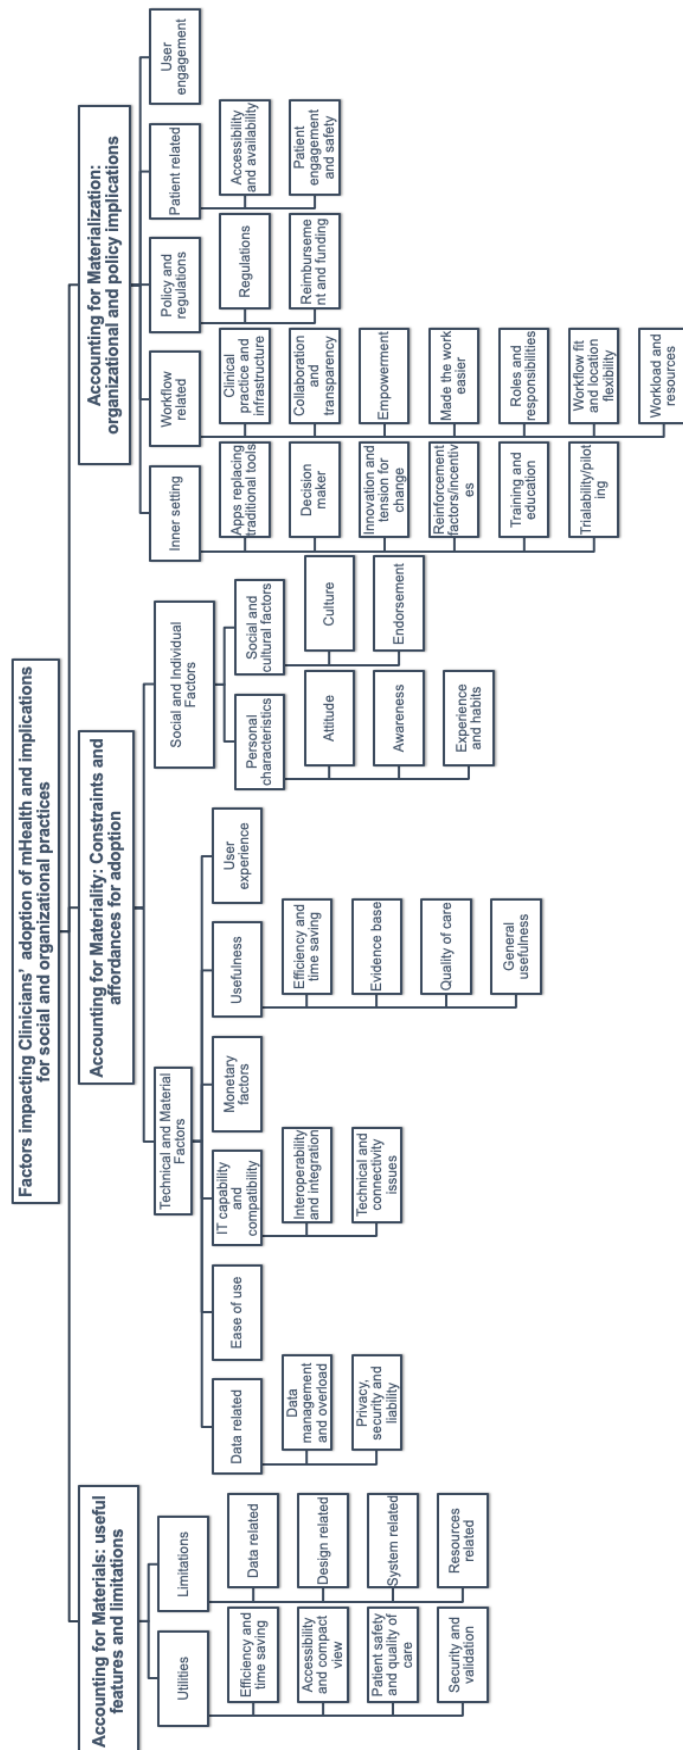 Factors impacting Clinicians' adoption of mHealth and implications
for social and organizational practices
Accounting for Materials: useful
features and limitations
Utilities
Efficiency and
time saving
Accessibility
and compact
view
Patient safety
and quality of
care
Security and
validation
Limitations
Data related
Design related
System related
Resources
related
Accounting for Materiality: Constraints and
affordances for adoption
Technical and Material
Factors
Data related
Data
management
and overload
Privacy,
security and
liability
Ease of use
IT capability
and
compatibility
Interoperability
and integration
Technical and
connectivity
issues
Monetary
factors
Usefulness
Efficiency and
time saving
Evidence base
Quality of care
General
usefulness
User
experience
Social and Individual
Factors
Personal
characteristics
Attitude
Awareness
Experience
and habits
Social and
cultural factors
Culture
Endorsement
Accounting for Materialization:
organizational and policy implications
Inner setting
Apps replacing
traditional tools
Decision
maker
Innovation and
tension for
change
Reinforcement
factors/incentiv
es
Training and
education
Trialability/pilot
ing
Workflow
related
Clinical
practice and
infrastructure
Collaboration
and
transparency
Empowerment
Made the work
easier
Roles and
responsibilities
Workflow fit
and location
flexibility
Workload and
resources
Policy and
regulations
Regulations
Reimburseme
nt and funding
Patient related
Accessibility
and availability
Patient
engagement
and safety
User
engagement